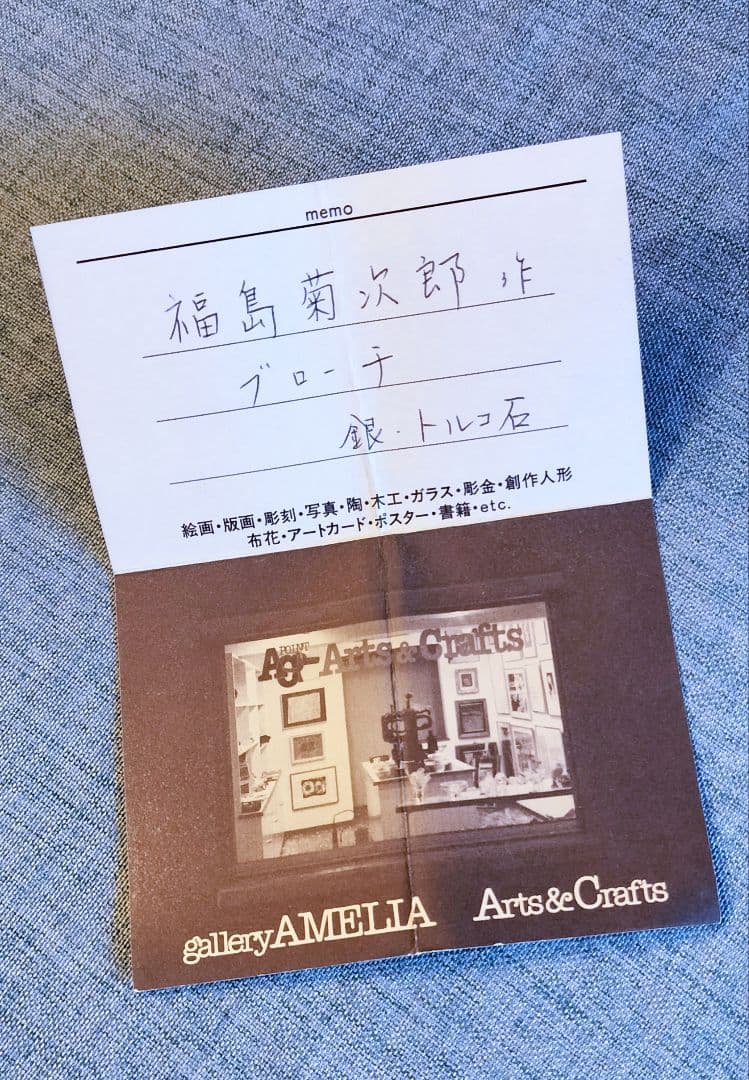 memo
福島菊次郎 作
ブローチ
銀・トルコ石
絵画・版画・彫刻・写真・陶・木工・ガラス・彫金・創作人形
布花・アートカード・ポスター・書籍・etc.
POINT
Arts & Crafts
galleryAMELIA Arts&Crafts